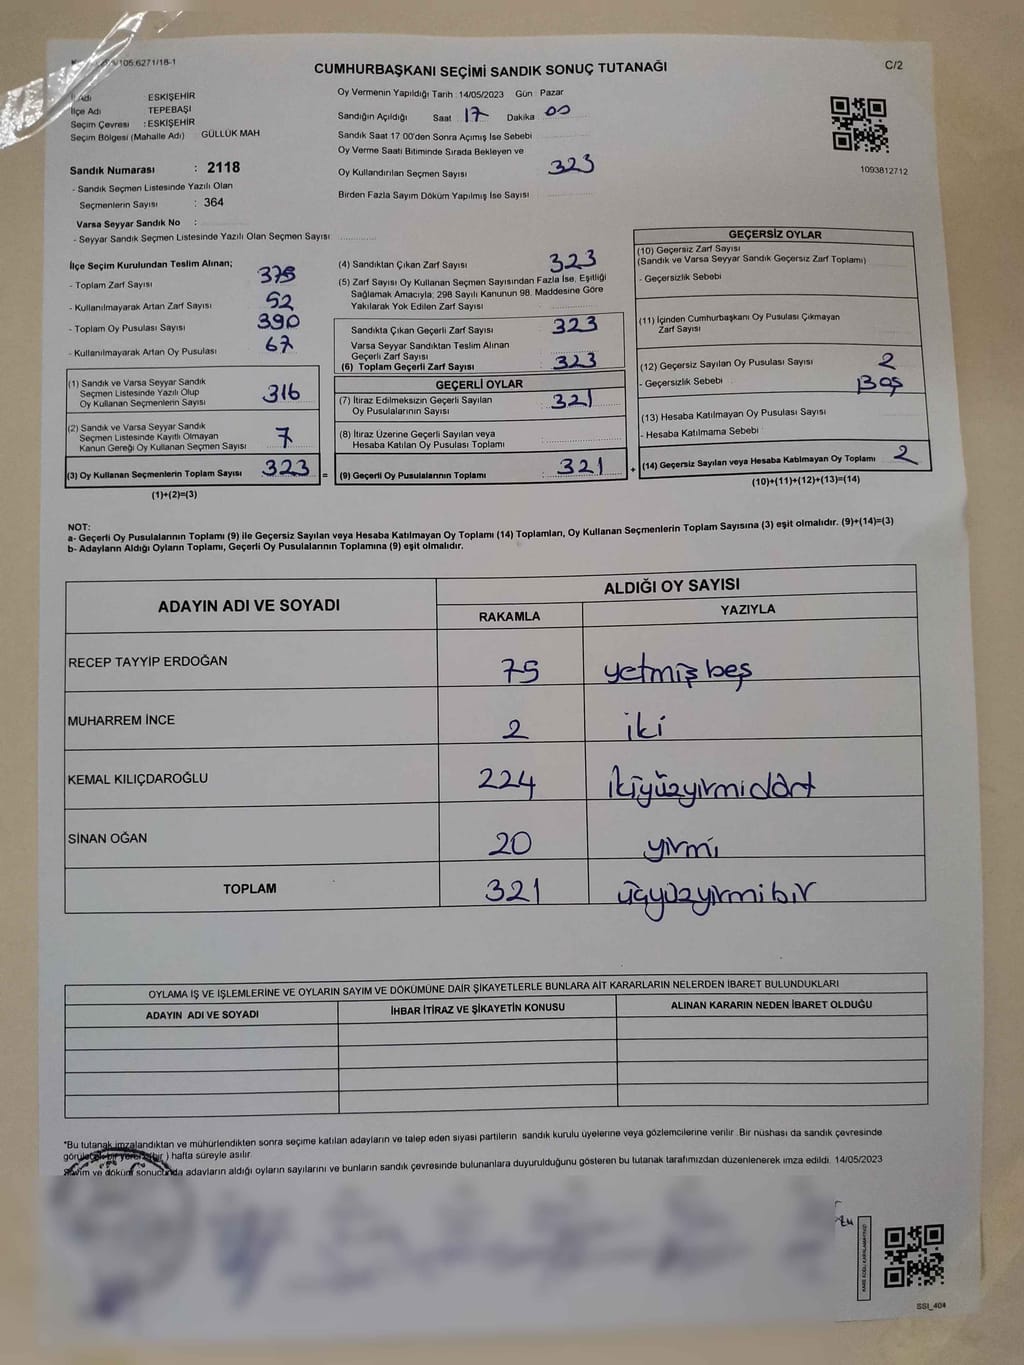 105.6271/18-1
CUMHURBAŞKANI SEÇİMİ SANDIK SONUÇ TUTANAĞI
C/2
İl Adı ESKİŞEHİR
İlçe Adı TEPEBAŞI
Seçim Çevresi : ESKİŞEHİR
Seçim Bölgesi (Mahalle Adı) GÜLLÜK MAH
Oy Vermenin Yapıldığı Tarih : 14/05/2023 Gün : Pazar
Sandığın Açıldığı Saat 17 Dakika 00
Sandık Saat 17 00'den Sonra Açımış İse Sebebi
Oy Verme Saati Bitiminde Sırada Bekleyen ve
Oy Kullandırılan Seçmen Sayısı 323
Birden Fazla Sayım Döküm Yapılmış İse Sayısı
1093812712
Sandık Numarası : 2118
- Sandık Seçmen Listesinde Yazılı Olan
Seçmenlerin Sayısı : 364
Varsa Seyyar Sandık No :
- Seyyar Sandık Seçmen Listesinde Yazılı Olan Seçmen Sayısı
İlçe Seçim Kurulundan Teslim Alınan;
- Toplam Zarf Sayısı 375
- Kullanılmayarak Artan Zarf Sayısı 52
- Toplam Oy Pusulası Sayısı 390
- Kullanılmayarak Artan Oy Pusulası 67
(1) Sandık ve Varsa Seyyar Sandık
Seçmen Listesinde Yazılı Olup
Oy Kullanan Seçmenlerin Sayısı 316
(2) Sandık ve Varsa Seyyar Sandık
Seçmen Listesinde Kayıtlı Olmayan
Kanun Gereği Oy Kullanan Seçmen Sayısı 7
(3) Oy Kullanan Seçmenlerin Toplam Sayısı 323 =
(1)+(2)=(3)
(4) Sandıktan Çıkan Zarf Sayısı 323
(5) Zarf Sayısı Oy Kullanan Seçmen Sayısından Fazla İse, Eşitliği
Sağlamak Amacıyla; 298 Sayılı Kanunun 98. Maddesine Göre
Yakılarak Yok Edilen Zarf Sayısı
Sandıkta Çıkan Geçerli Zarf Sayısı 323
Varsa Seyyar Sandıktan Teslim Alınan
Geçerli Zarf Sayısı
(6) Toplam Geçerli Zarf Sayısı 323
GEÇERLİ OYLAR
(7) İtiraz Edilmeksizin Geçerli Sayılan
Oy Pusulalarının Sayısı 321
(8) İtiraz Üzerine Geçerli Sayılan veya
Hesaba Katılan Oy Pusulası Toplamı
(9) Geçerli Oy Pusulalarının Toplamı : 321 +
GEÇERSİZ OYLAR
(10) Geçersiz Zarf Sayısı
(Sandık ve Varsa Seyyar Sandık Geçersiz Zarf Toplamı)
- Geçersizlik Sebebi
(11) İçinden Cumhurbaşkanı Oy Pusulası Çıkmayan
Zarf Sayısı
(12) Geçersiz Sayılan Oy Pusulası Sayısı 2
- Geçersizlik Sebebi Boş
(13) Hesaba Katılmayan Oy Pusulası Sayısı
- Hesaba Katılmama Sebebi
(14) Geçersiz Sayılan veya Hesaba Katılmayan Oy Toplamı 2
(10)+(11)+(12)+(13)=(14)
NOT:
a- Geçerli Oy Pusulalarının Toplamı (9) ile Geçersiz Sayılan veya Hesaba Katılmayan Oy Toplamı (14) Toplamları, Oy Kullanan Seçmenlerin Toplam Sayısına (3) eşit olmalıdır. (9)+(14)=(3)
b- Adayların Aldığı Oyların Toplamı, Geçerli Oy Pusulalarının Toplamına (9) eşit olmalıdır.
ADAYIN ADI VE SOYADI
ALDIĞI OY SAYISI
RAKAMLA YAZIYLA
RECEP TAYYİP ERDOĞAN 75 yetmiş beş
MUHARREM İNCE 2 iki
KEMAL KILIÇDAROĞLU 224 ikiyüzyirmidört
SİNAN OĞAN 20 yirmi
TOPLAM 321 üçyüzyirmibir
OYLAMA İŞ VE İŞLEMLERİNE VE OYLARIN SAYIM VE DÖKÜMÜNE DAİR ŞİKAYETLERLE BUNLARA AİT KARARLARIN NELERDEN İBARET BULUNDUKLARI
ADAYIN ADI VE SOYADI İHBAR İTİRAZ VE ŞİKAYETİN KONUSU ALINAN KARARIN NEDEN İBARET OLDUĞU
*Bu tutanak imzalandıktan ve mühürlendikten sonra seçime katılan adayların ve talep eden siyasi partilerin sandık kurulu üyelerine veya gözlemcilerine verilir. Bir nüshası da sandık çevresinde
görülecek bir yere (bir) hafta süreyle asılır.
Sayım ve döküm sonucunda adayların aldığı oyların sayılarını ve bunların sandık çevresinde bulunanlara duyurulduğunu gösteren bu tutanak tarafımızdan düzenlenerek imza edildi. 14/05/2023
SSI_404